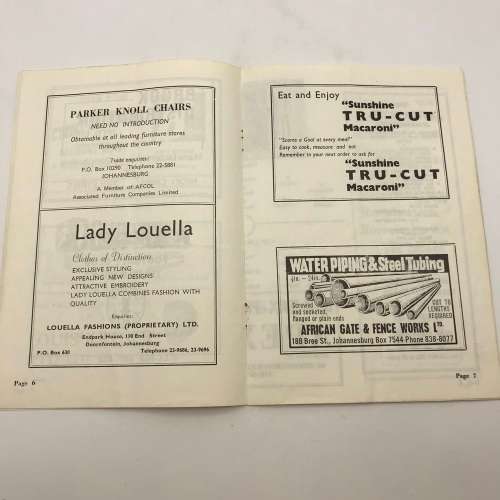 PARKER KNOLL CHAIRS
NEED NO INTRODUCTION
Obtainable at all leading furniture stores
throughout the country
Trade enquiries:
P.O. Box 10290 Telephone 22-5881
JOHANNESBURG
A Member of AFCOL
Associated Furniture Companies Limited
Lady Louella
Clothes of Distinction
EXCLUSIVE STYLING
APPEALING NEW DESIGNS
ATTRACTIVE EMBROIDERY
LADY LOUELLA COMBINES FASHION WITH
QUALITY
Enquiries:
LOUELLA FASHIONS (PROPRIETARY) LTD.
Endpark House, 130 End Street
Doornfontein, Johannesburg
P.O. Box 630 Telephone 23-9686, 23-9696
Page 6
Eat and Enjoy
"Sunshine
TRU-CUT
Macaroni"
"Scores a Goal at every meal"
Easy to cook, measure and eat
Remember in your next order to ask for
"Sunshine
TRU-CUT
Macaroni"
WATER PIPING & Steel Tubing
Screwed
and socketed,
flanged or plain ends
CUT TO
LENGTHS
REQUIRED
AFRICAN GATE & FENCE WORKS LTD.
188 Bree St., Johannesburg Box 7544 Phone 838-6077
Page 7